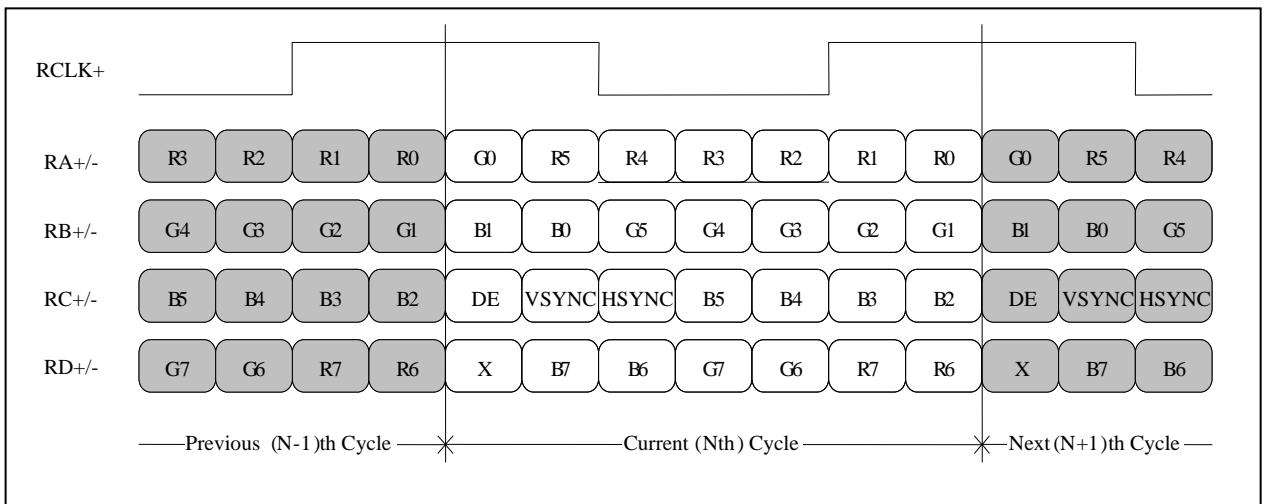 RCLK+
RA+/- R3 R2 R1 R0 G0 R5 R4 R3 R2 R1 R0 G0 R5 R4
RB+/- G4 G3 G2 G1 B1 B0 G5 G4 G3 G2 G1 B1 B0 G5
RC+/- B5 B4 B3 B2 DE VSYNC HSYNC B5 B4 B3 B2 DE VSYNC HSYNC
RD+/- G7 G6 R7 R6 X B7 B6 G7 G6 R7 R6 X B7 B6
Previous (N-1)th Cycle Current (Nth) Cycle Next (N+1)th Cycle